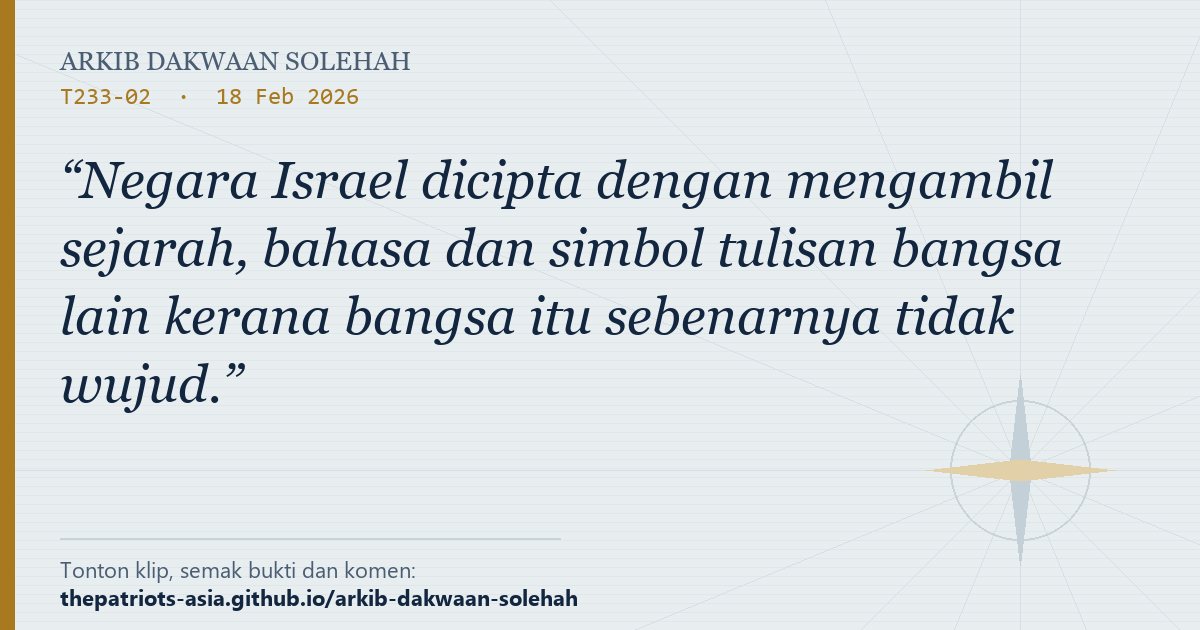 ARKIB DAKWAAN SOLEHAH
T233-02 · 18 Feb 2026
“Negara Israel dicipta dengan mengambil
sejarah, bahasa dan simbol tulisan bangsa
lain kerana bangsa itu sebenarnya tidak
wujud.”
Tonton klip, semak bukti dan komen:
thepatriots-asia.github.io/arkib-dakwaan-solehah